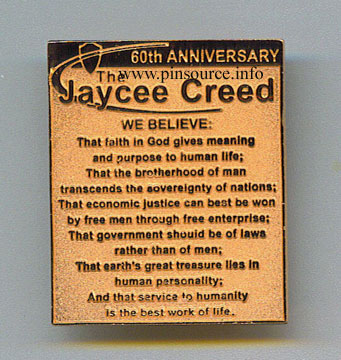 60th ANNIVERSARY
The
www.pinsource.info
Jaycee Creed
WE BELIEVE:
That faith in God gives meaning
and purpose to human life;
That the brotherhood of man
transcends the sovereignty of nations;
That economic justice can best be won
by free men through free enterprise;
That government should be of laws
rather than of men;
That earth's great treasure lies in
human personality;
And that service to humanity
is the best work of life.